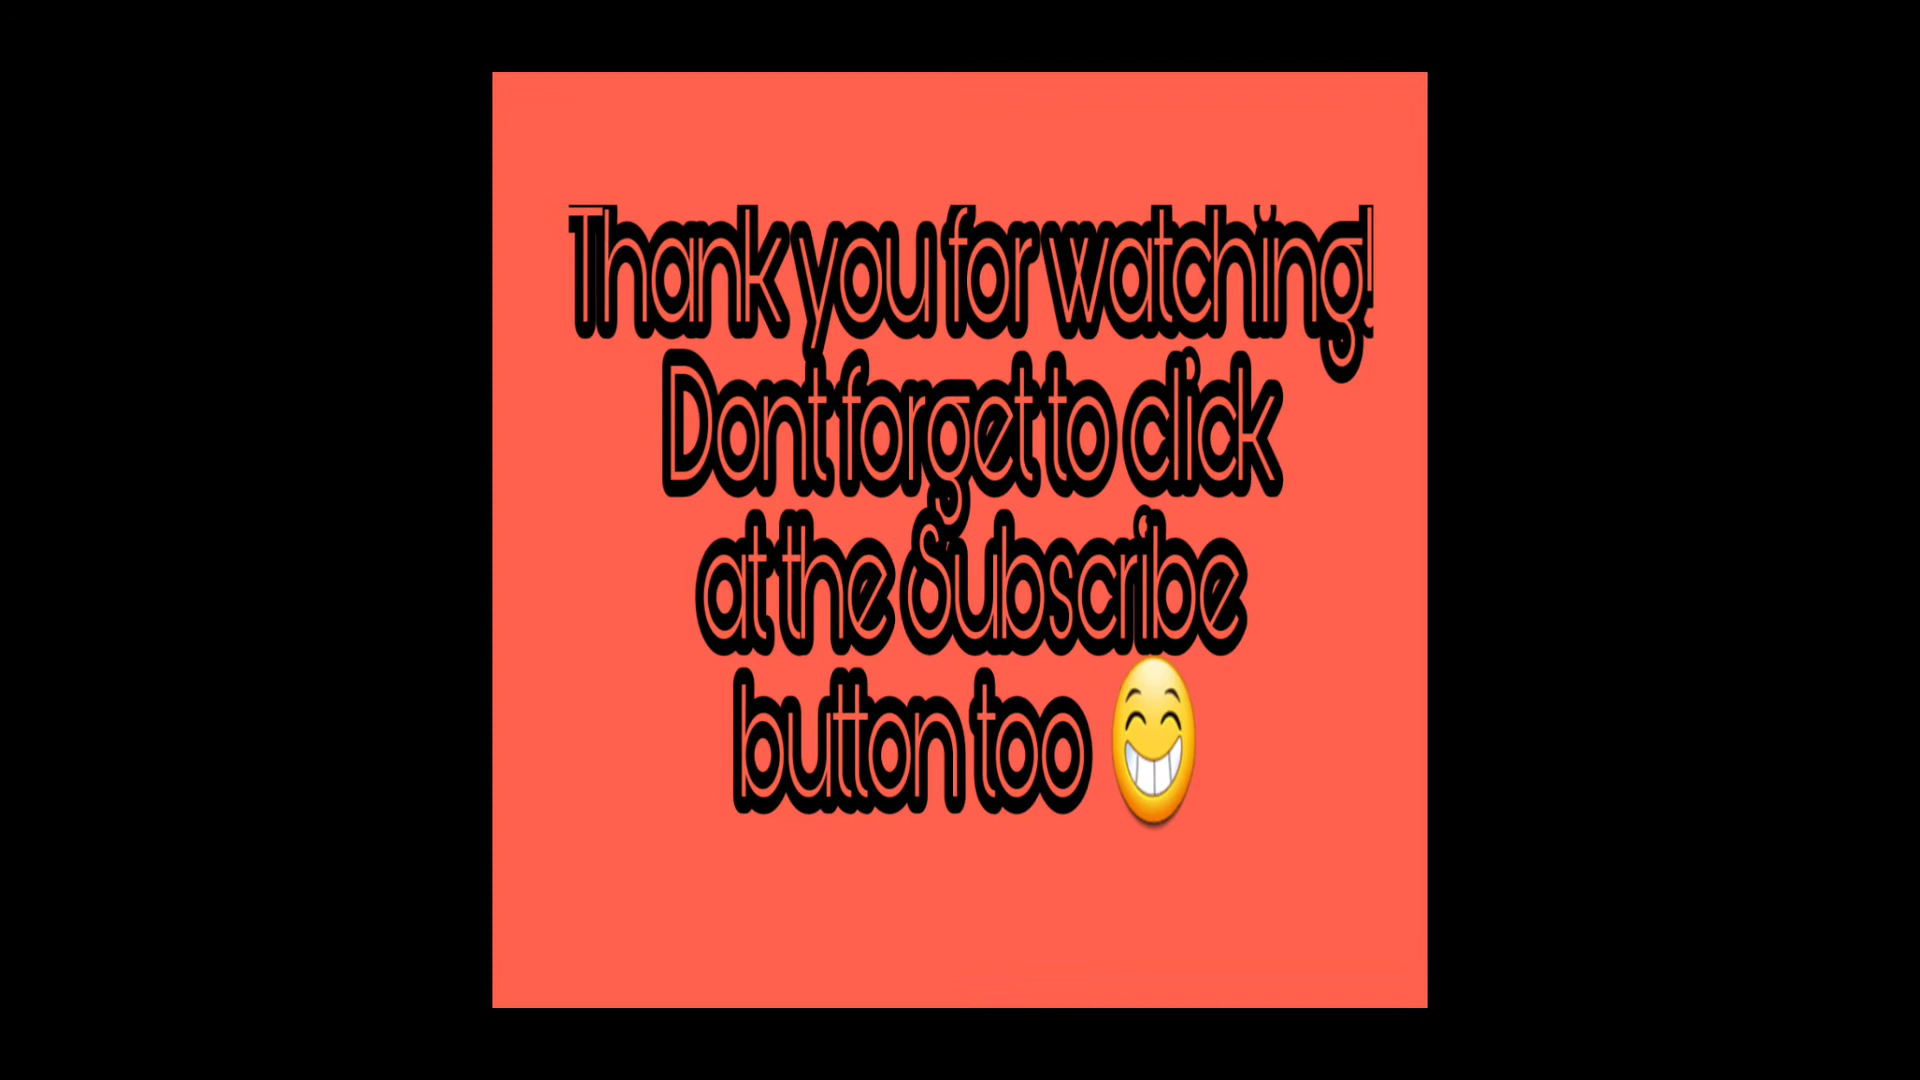 Thank you for watching!
Dont forget to click
at the Subscribe
button too 😁